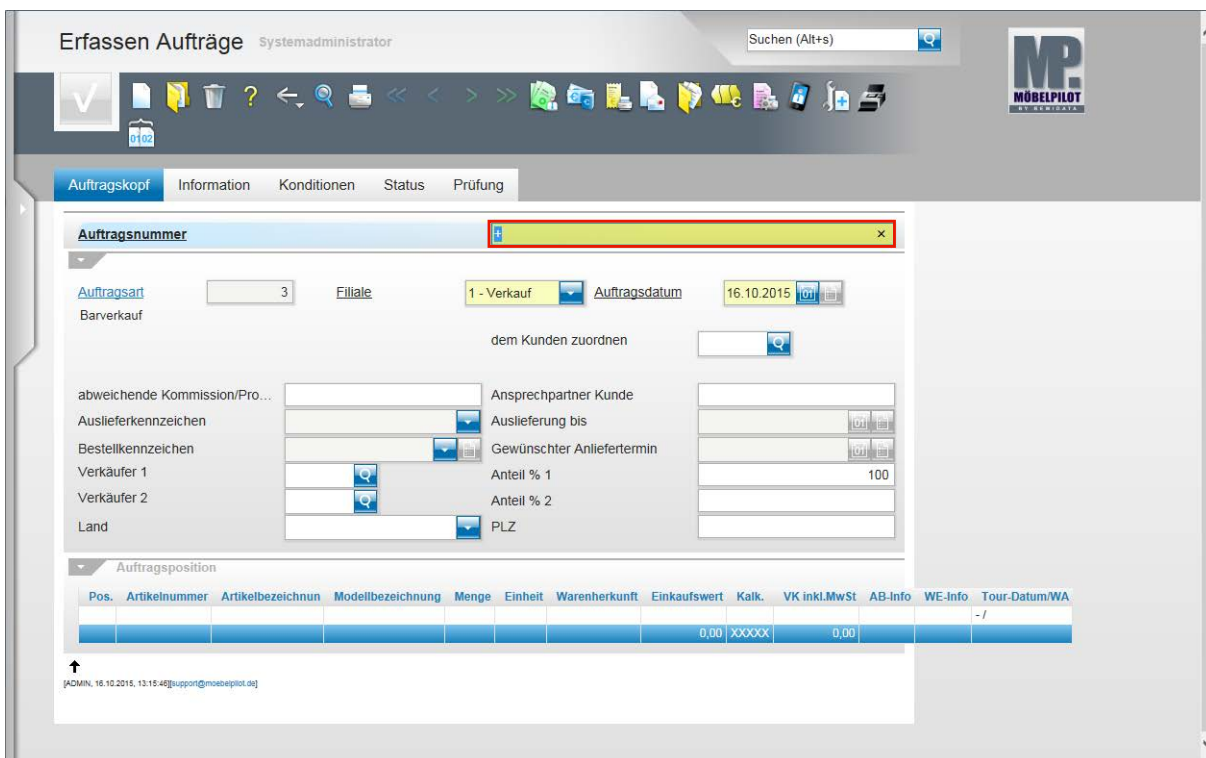 Erfassen Aufträge Systemadministrator Suchen (Alt+s)
MP.
MÖBELPILOT
0102
Auftragskopf Information Konditionen Status Prüfung
Auftragsnummer + ×
Auftragsart 3 Filiale 1 - Verkauf Auftragsdatum 16.10.2015 01
Barverkauf
dem Kunden zuordnen
abweichende Kommission/Pro... Ansprechpartner Kunde
Auslieferkennzeichen Auslieferung bis 01
Bestellkennzeichen Gewünschter Anliefertermin 01
Verkäufer 1 Anteil % 1 100
Verkäufer 2 Anteil % 2
Land PLZ
Auftragsposition
Pos. Artikelnummer Artikelbezeichnun Modellbezeichnung Menge Einheit Warenherkunft Einkaufswert Kalk. VK inkl.MwSt AB-Info WE-Info Tour-Datum/WA
- /
0,00 XXXXX 0,00
[ADMIN, 16.10.2015, 13:15:46][support@moebelpilot.de]